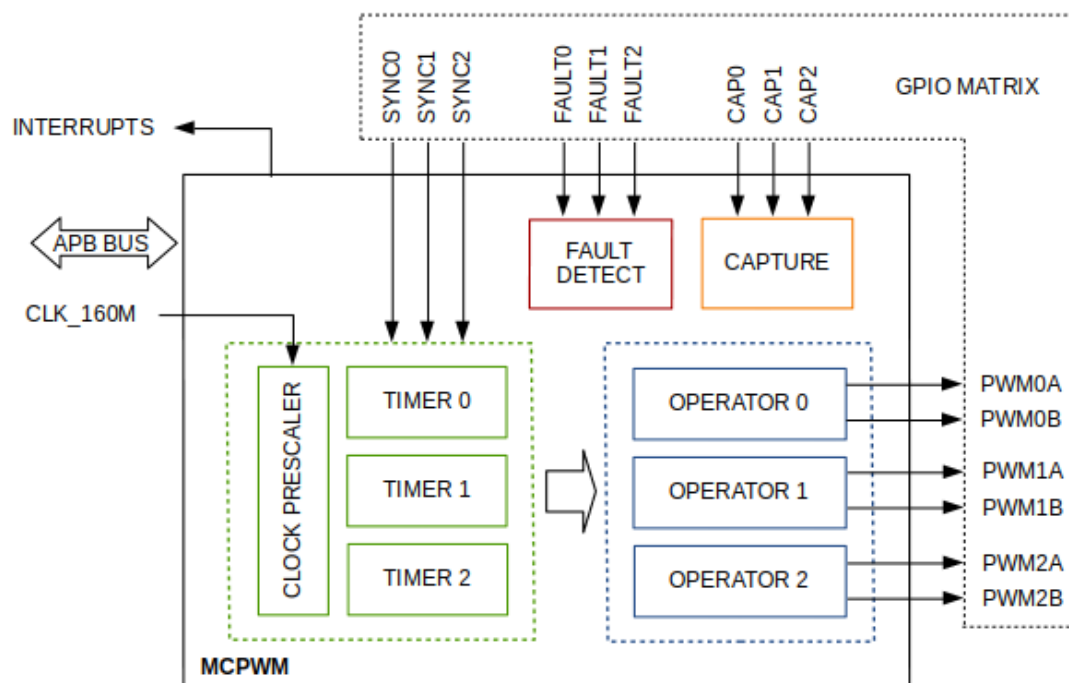 SYNC0
SYNC1
SYNC2
FAULT0
FAULT1
FAULT2
CAP0
CAP1
CAP2
GPIO MATRIX
INTERRUPTS
APB BUS
FAULT
DETECT
CAPTURE
CLK_160M
CLOCK PRESCALER
TIMER 0
TIMER 1
TIMER 2
OPERATOR 0
OPERATOR 1
OPERATOR 2
PWM0A
PWM0B
PWM1A
PWM1B
PWM2A
PWM2B
MCPWM